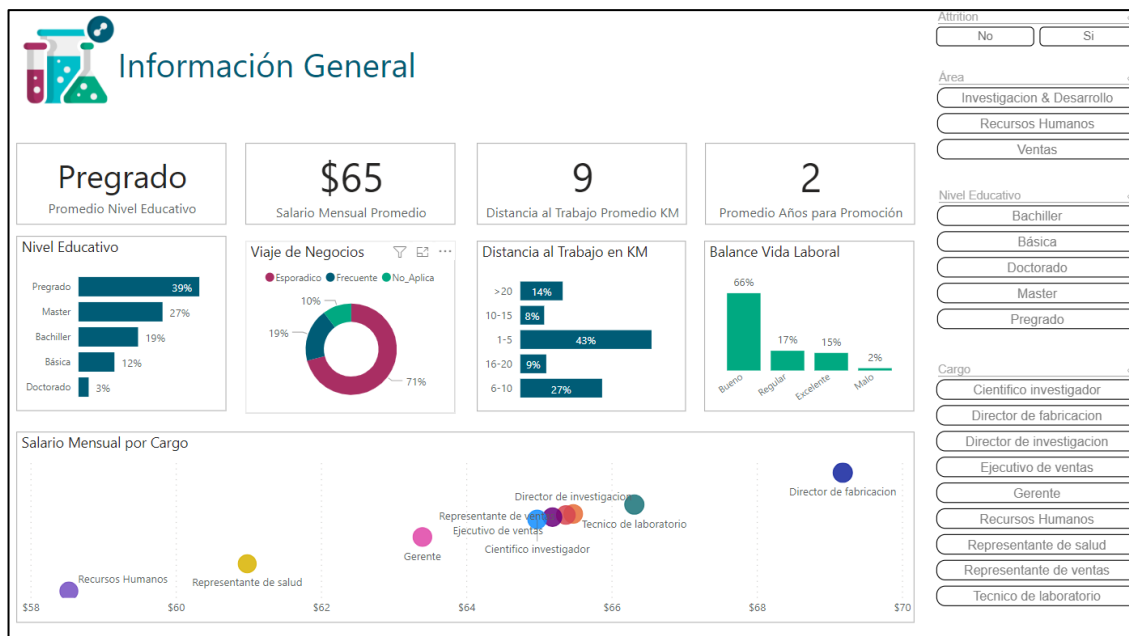 Información General
Pregrado
Promedio Nivel Educativo
$65
Salario Mensual Promedio
9
Distancia al Trabajo Promedio KM
2
Promedio Años para Promoción
Nivel Educativo
Pregrado 39%
Master 27%
Bachiller 19%
Básica 12%
Doctorado 3%
Viaje de Negocios
Esporadico Frecuente No_Aplica
10%
19%
71%
Distancia al Trabajo en KM
>20 14%
10-15 8%
1-5 43%
16-20 9%
6-10 27%
Balance Vida Laboral
66%
17%
15%
2%
Bueno Regular Excelente Malo
Salario Mensual por Cargo
Director de fabricacion
Director de investigacion
Representante de ventas
Tecnico de laboratorio
Ejecutivo de ventas
Cientifico investigador
Gerente
Recursos Humanos
Representante de salud
$58 $60 $62 $64 $66 $68 $70
Attrition
No Si
Área
Investigacion & Desarrollo
Recursos Humanos
Ventas
Nivel Educativo
Bachiller
Básica
Doctorado
Master
Pregrado
Cargo
Cientifico investigador
Director de fabricacion
Director de investigacion
Ejecutivo de ventas
Gerente
Recursos Humanos
Representante de salud
Representante de ventas
Tecnico de laboratorio